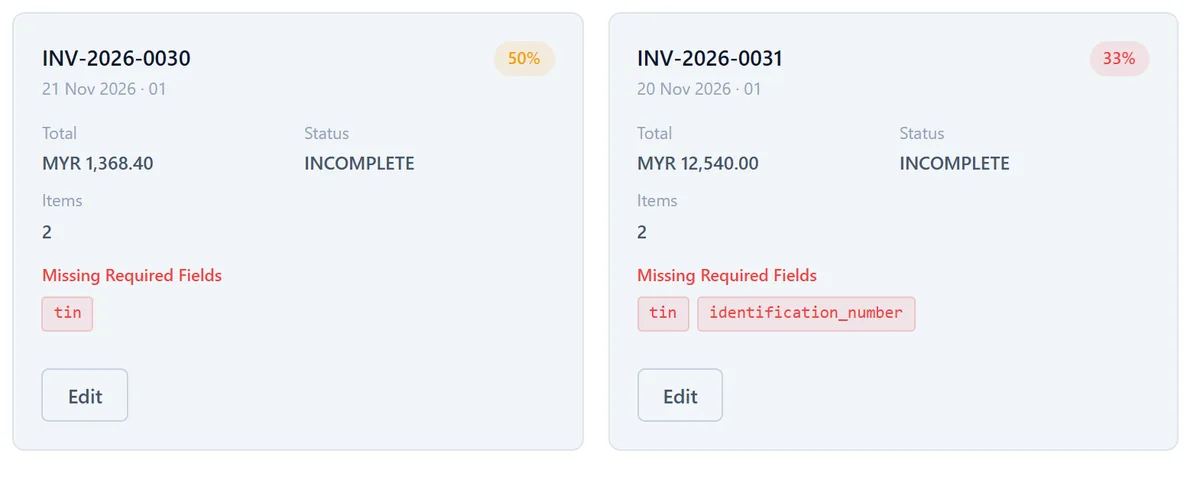 INV-2026-0030
50%
21 Nov 2026 · 01
Total
Status
MYR 1,368.40
INCOMPLETE
Items
2
Missing Required Fields
tin
Edit
INV-2026-0031
33%
20 Nov 2026 · 01
Total
Status
MYR 12,540.00
INCOMPLETE
Items
2
Missing Required Fields
tin identification_number
Edit